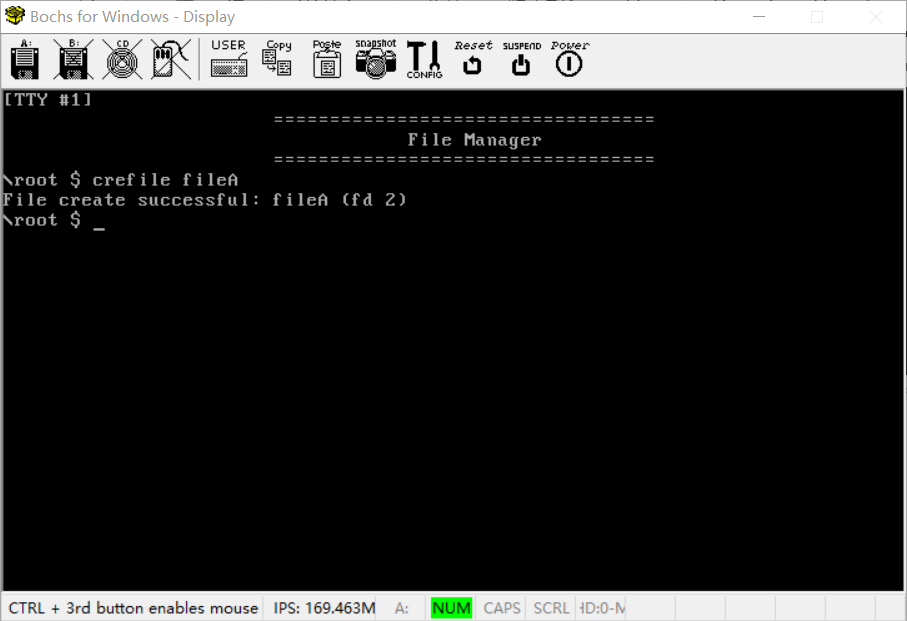 Bochs for Windows - Display
A: B: CD USER Copy Paste snapshot CONFIG Reset SUSPEND Power
[TTY #1]
==================================
File Manager
==================================
\root $ crefile fileA
File create successful: fileA (fd 2)
\root $ _
CTRL + 3rd button enables mouse IPS: 169.463M A: NUM CAPS SCRL HD:0-M